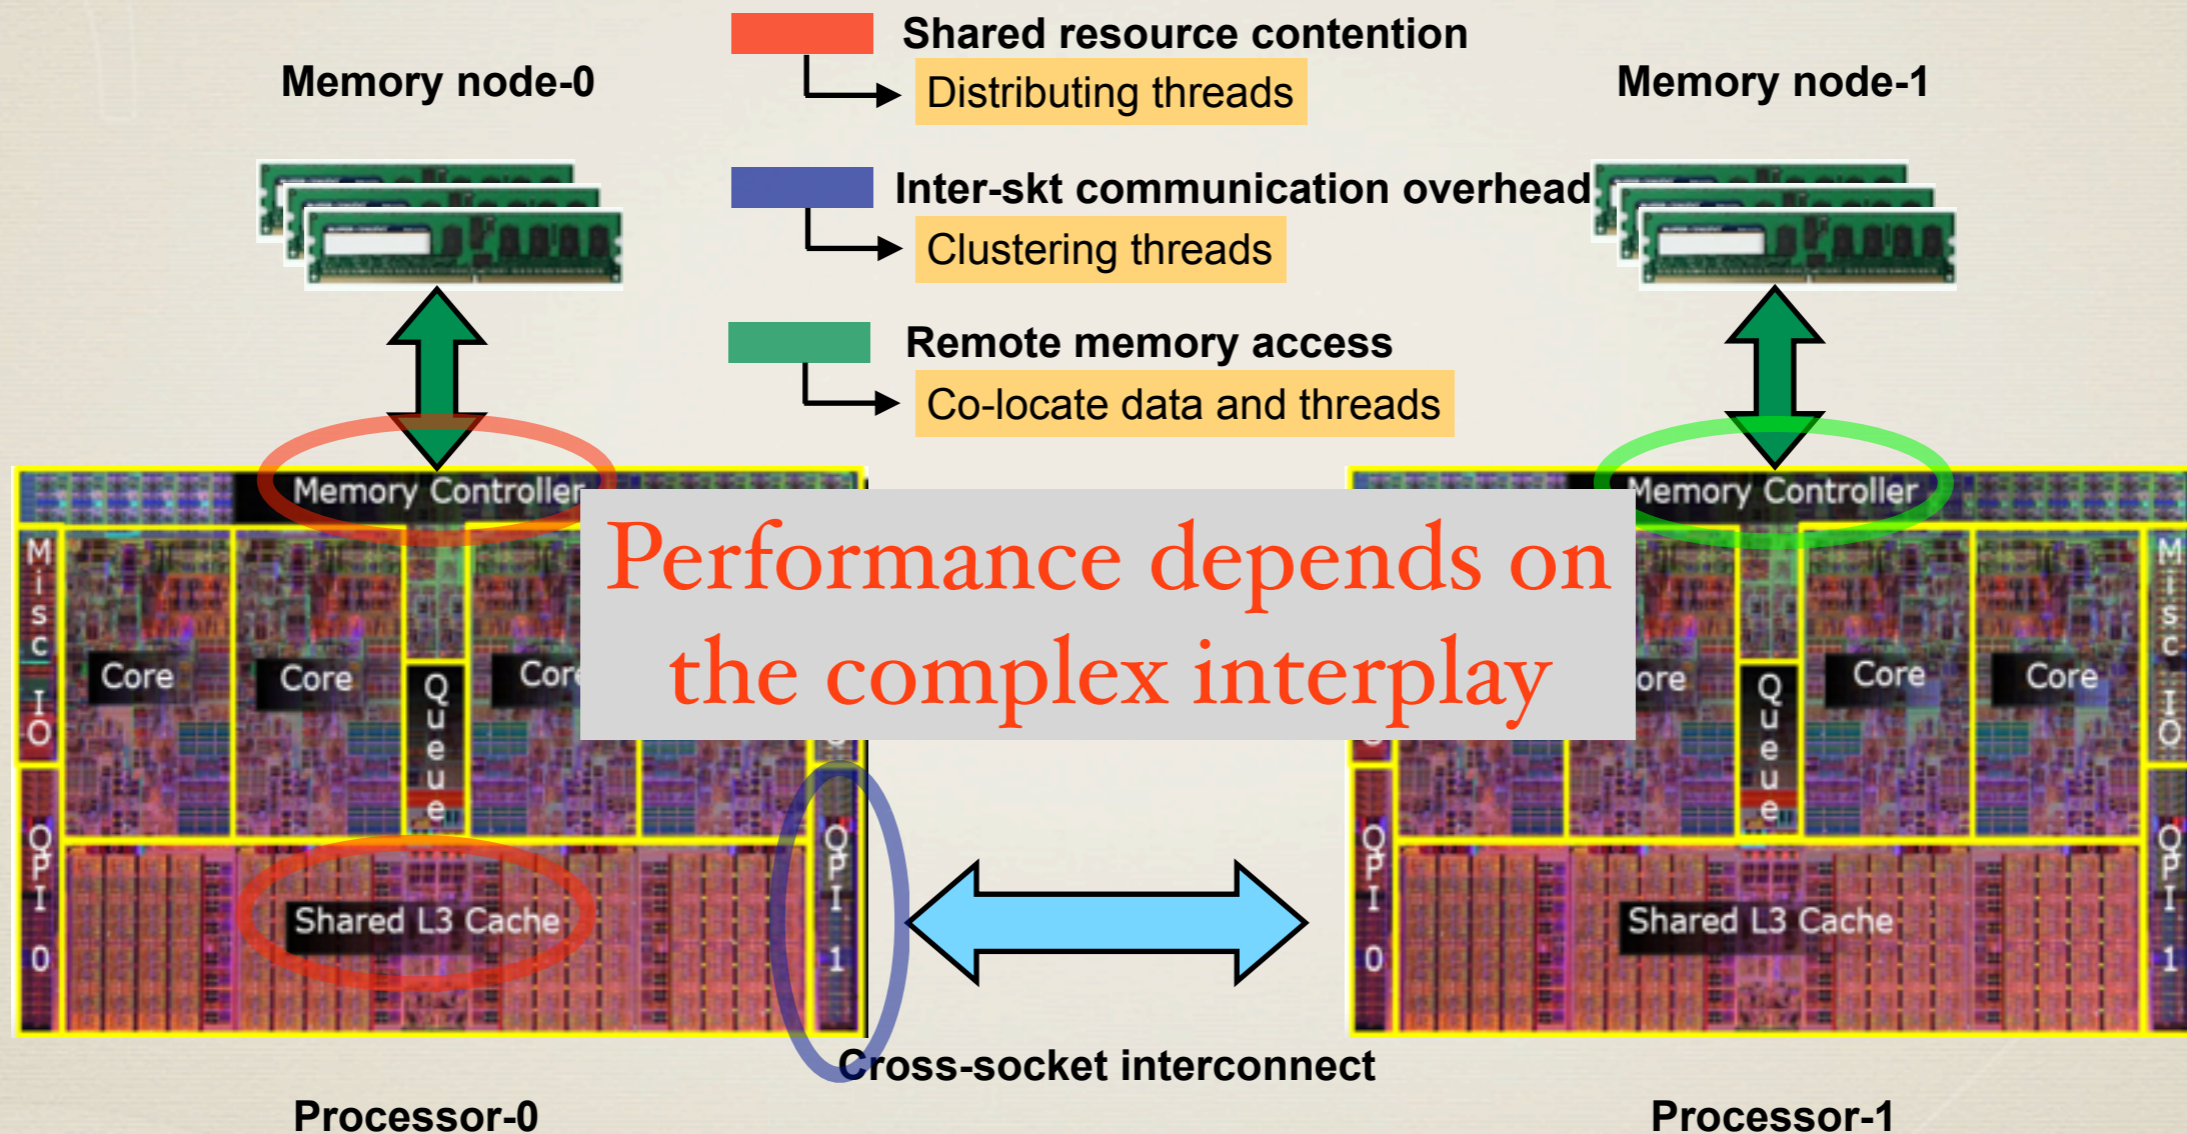 Shared resource contention
Distributing threads
Inter-skt communication overhead
Clustering threads
Remote memory access
Co-locate data and threads
Memory node-0
Memory node-1
Memory Controller
Misc IO
Core
Core
Queue
QPI 0
Shared L3 Cache
QPI 1
Performance depends on
the complex interplay
Memory Controller
Queue
Core
Core
Misc IO
QPI 0
Shared L3 Cache
QPI 1
Cross-socket interconnect
Processor-0
Processor-1